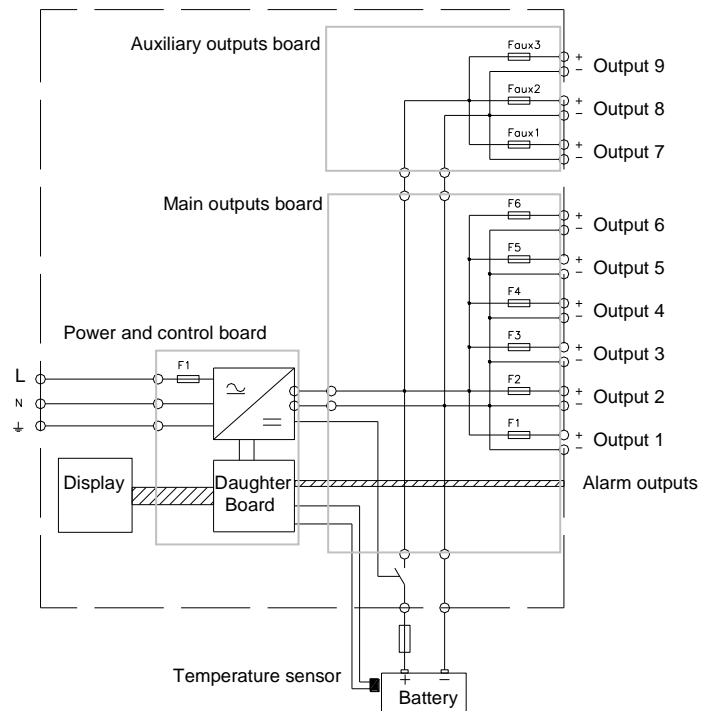 Auxiliary outputs board
Faux3
+
− Output 9
Faux2
+
− Output 8
Faux1
+
− Output 7
Main outputs board
F6
+
− Output 6
F5
+
− Output 5
F4
+
− Output 4
F3
+
− Output 3
Power and control board
L
F1
F2
+
− Output 2
N
F1
+
− Output 1
Display
Daughter
Board
Alarm outputs
Temperature sensor
+ −
Battery